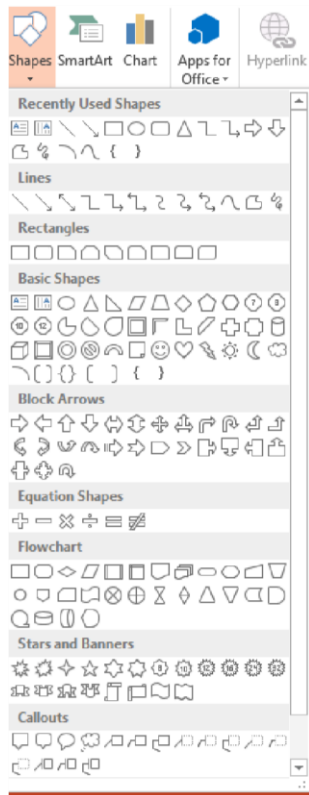 Shapes SmartArt Chart Apps for Office Hyperlink
Recently Used Shapes
Lines
Rectangles
Basic Shapes
Block Arrows
Equation Shapes
Flowchart
Stars and Banners
Callouts